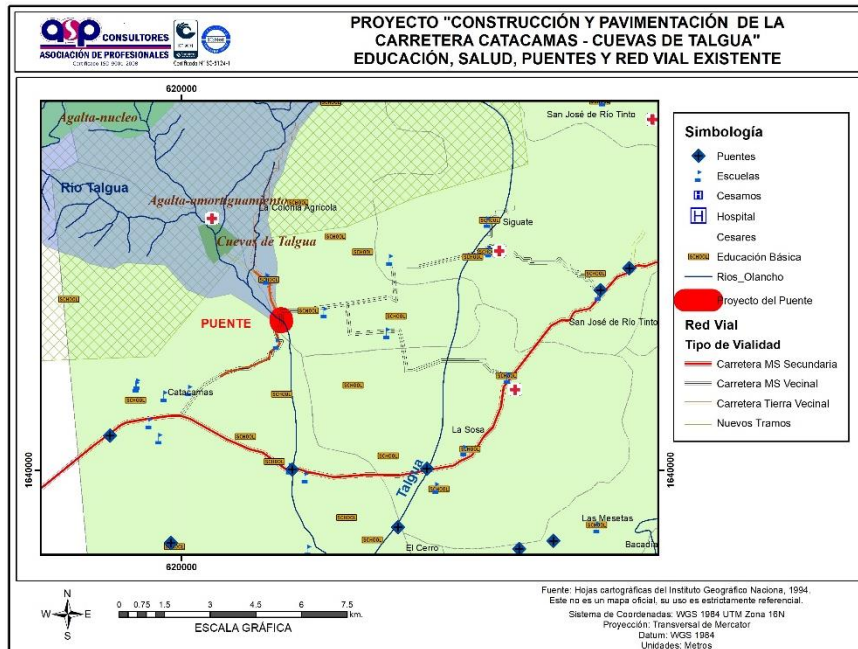 asp CONSULTORES
ASOCIACIÓN DE PROFESIONALES
PROYECTO "CONSTRUCCIÓN Y PAVIMENTACIÓN DE LA
CARRETERA CATACAMAS - CUEVAS DE TALGUA"
EDUCACIÓN, SALUD, PUENTES Y RED VIAL EXISTENTE
620000
Agalta-nucleo
San José de Río Tinto
Río Talgua
Agalta-amortiguamiento
La Colonia Agrícola
Siguate
Cuevas de Talgua
PUENTE
San José de Río Tinto
Catacamas
La Sosa
1640000
1640000
Talgua
Las Mesetas
El Cerro
Bacadia
620000
Simbología
Puentes
Escuelas
Cesamos
Hospital
Cesares
SCHOOL Educación Básica
Rios_Olancho
Proyecto del Puente
Red Vial
Tipo de Vialidad
Carretera MS Secundaria
Carretera MS Vecinal
Carretera Tierra Vecinal
Nuevos Tramos
N
W E
S
0 0.75 1.5 3 4.5 6 7.5
km.
ESCALA GRÁFICA
Fuente: Hojas cartográficas del Instituto Geográfico Naciona, 1994.
Este no es un mapa oficial, su uso es estrictamente referencial.
Sistema de Coordenadas: WGS 1984 UTM Zona 16N
Proyección: Transversal de Mercator
Datum: WGS 1984
Unidades: Metros